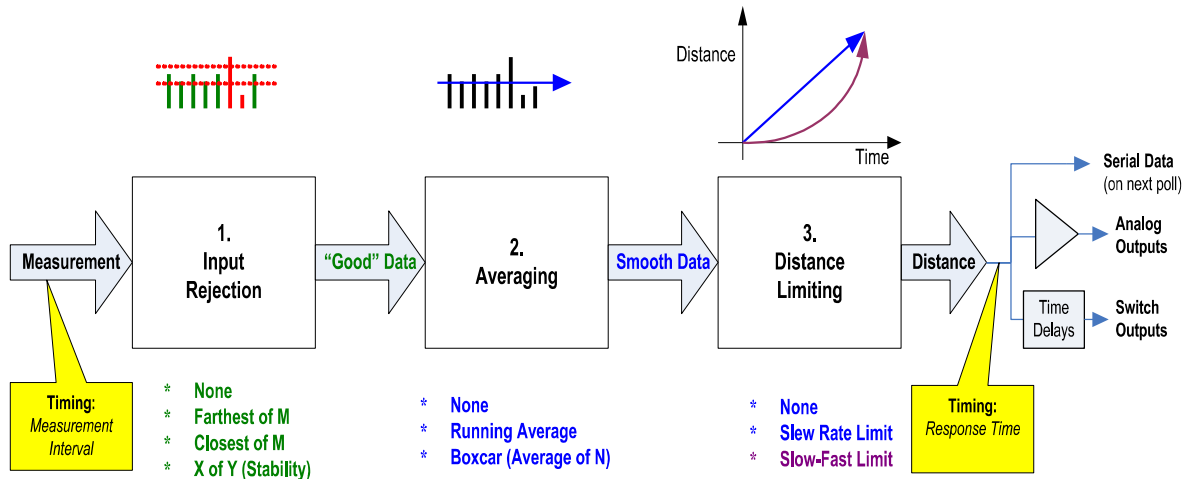 Distance
Time
Measurement
1.
Input
Rejection
“Good” Data
2.
Averaging
Smooth Data
3.
Distance
Limiting
Distance
Serial Data
(on next poll)
Analog
Outputs
Time
Delays
Switch
Outputs
Timing:
Measurement
Interval
* None
* Farthest of M
* Closest of M
* X of Y (Stability)
* None
* Running Average
* Boxcar (Average of N)
* None
* Slew Rate Limit
* Slow-Fast Limit
Timing:
Response Time